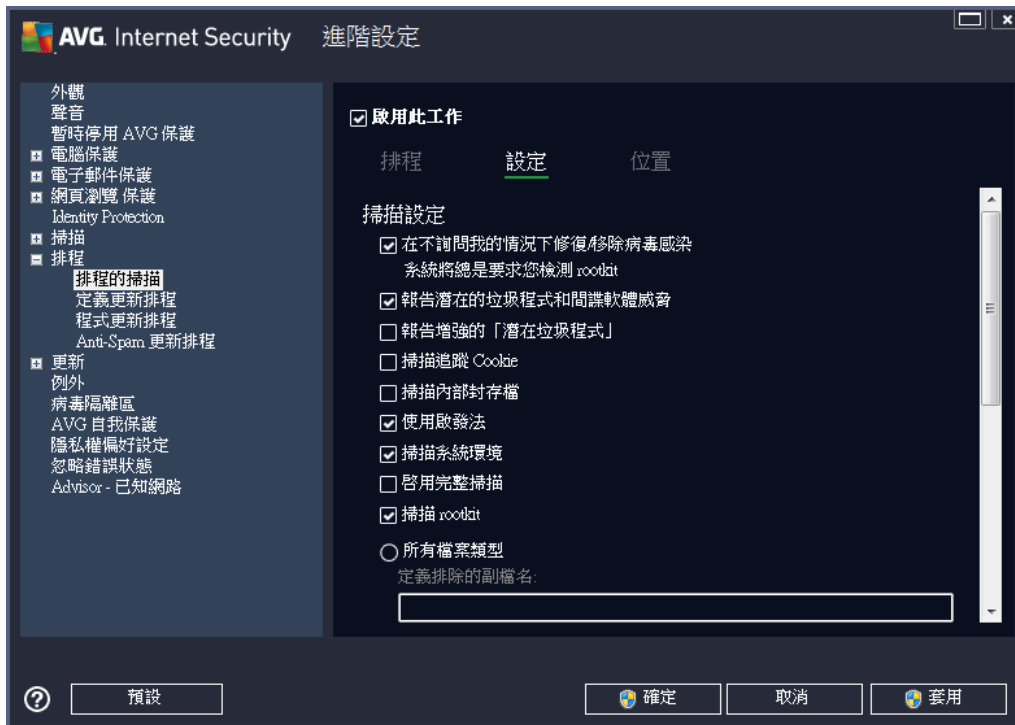 AVG. Internet Security 進階設定
外觀
聲音
暫時停用 AVG 保護
電腦保護
電子郵件保護
網頁瀏覽 保護
Identity Protection
掃描
排程
排程的掃描
定義更新排程
程式更新排程
Anti-Spam 更新排程
更新
例外
病毒隔離區
AVG 自我保護
隱私權偏好設定
忽略錯誤狀態
Advisor - 已知網路
啟用此工作
排程 設定 位置
掃描設定
在不詢問我的情況下修復/移除病毒感染
系統將總是要求您檢測 rootkit
報告潛在的垃圾程式和間諜軟體威脅
報告增強的「潛在垃圾程式」
掃描追蹤 Cookie
掃描內部封存檔
使用啟發法
掃描系統環境
啓用完整掃描
掃描 rootkit
所有檔案類型
定義排除的副檔名:
預設 確定 取消 套用